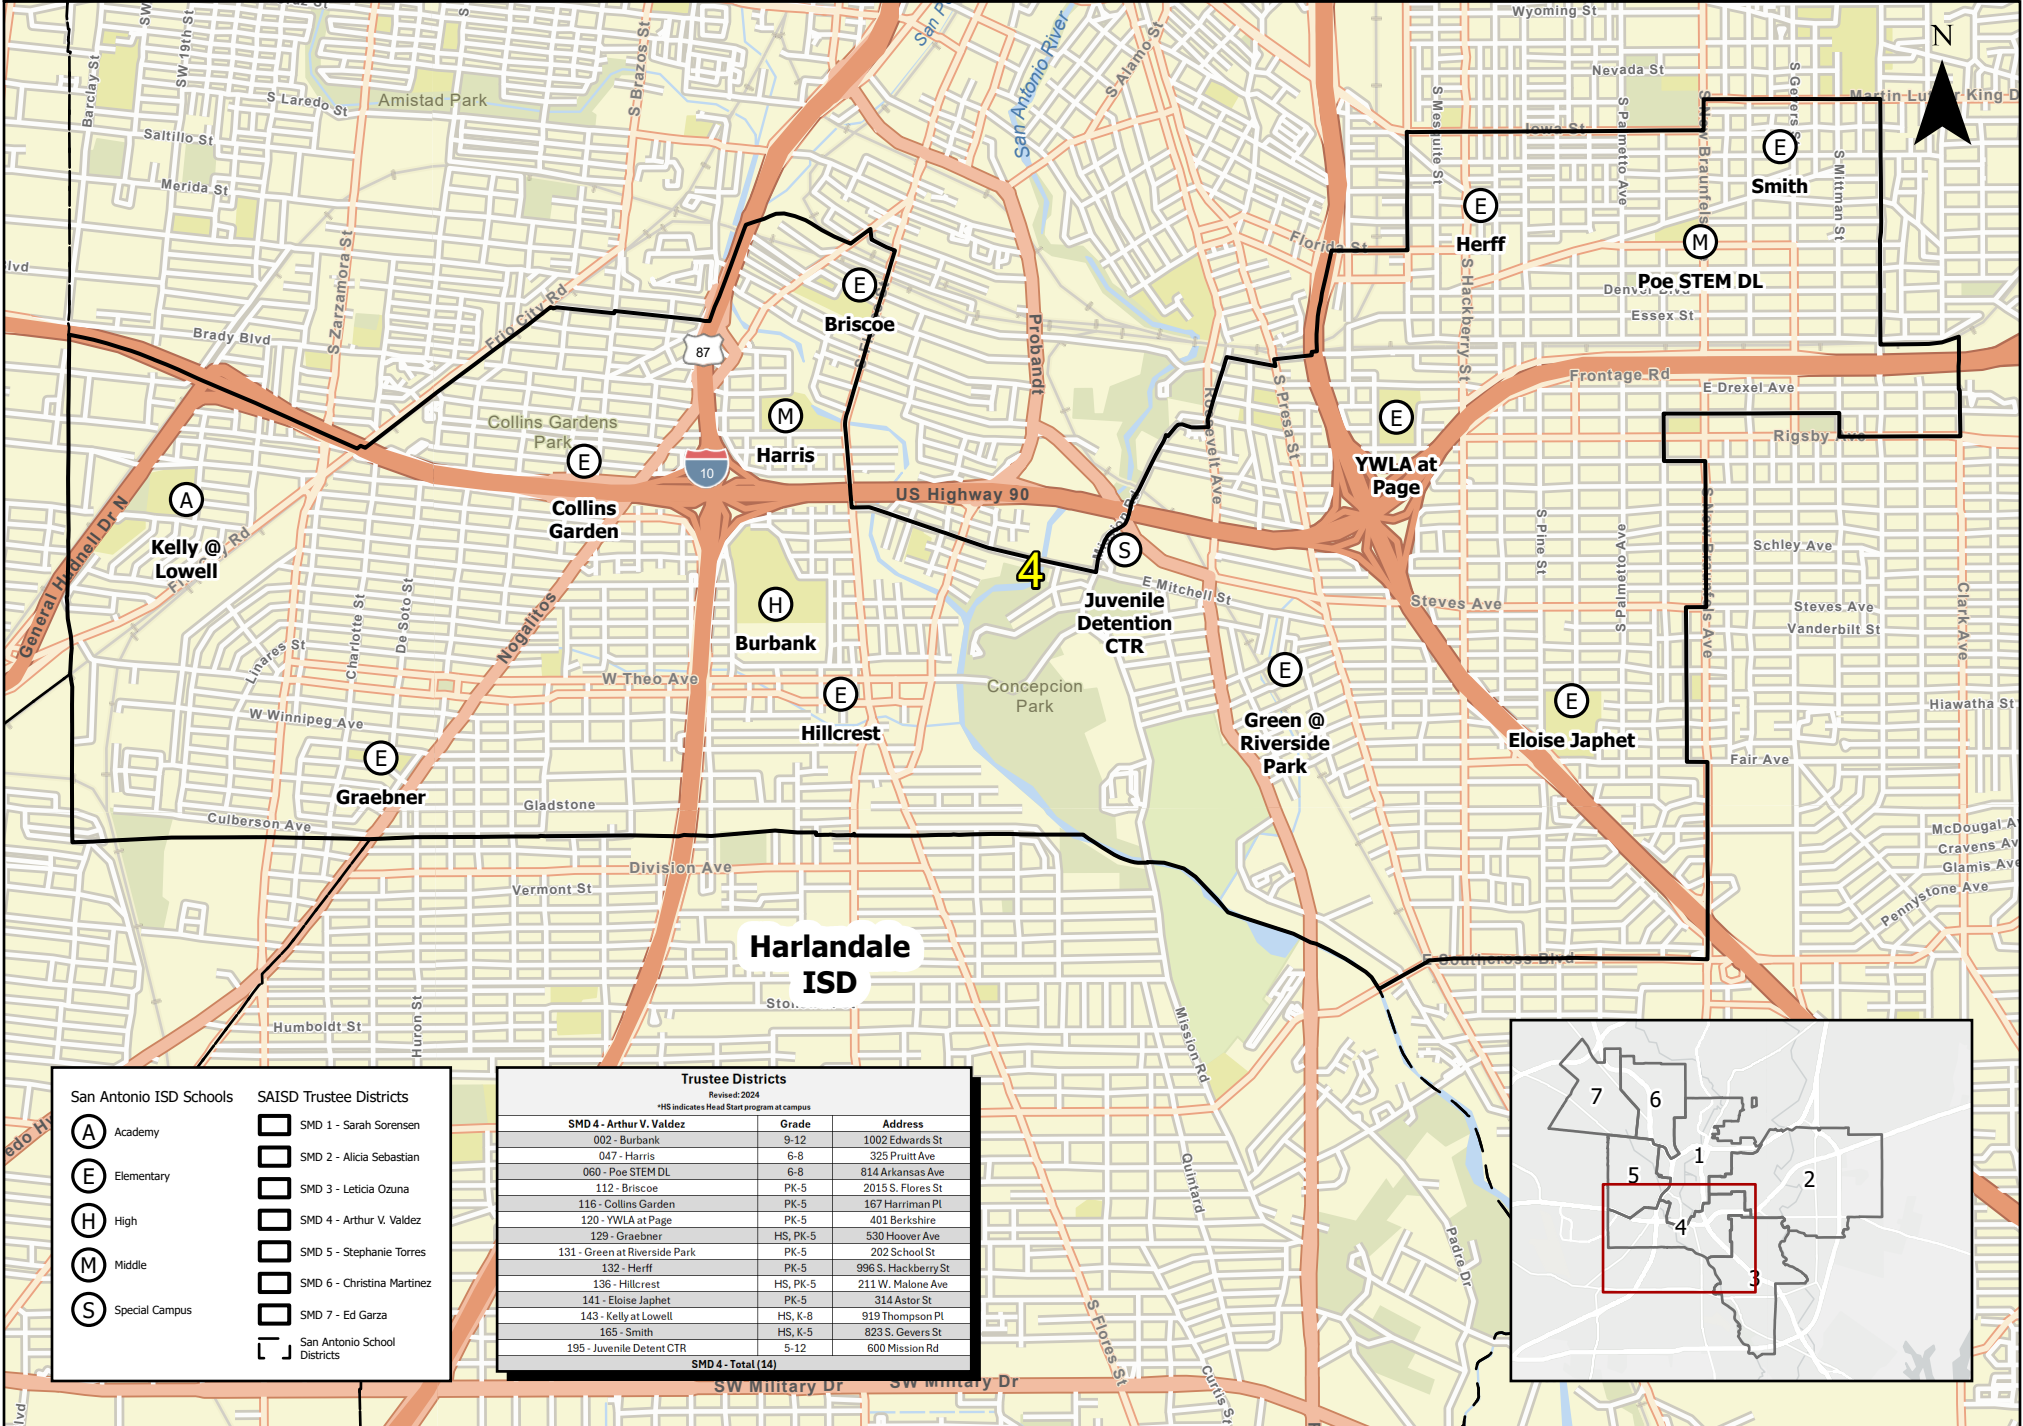 Wyoming St
N
Barclay St
SW 19th St
S Laredo St
Amistad Park
S Brazos St
San Antonio River
S Alamo St
Nevada St
S Mesquite St
S Palmetto Ave
S New Braunfels
S Gevers St
Martin Luther King D
Saltillo St
Iowa St
E
Smith
S Mittman St
Merida St
E
Herff
M
Poe STEM DL
Florida St
S Hackberry St
Denver Blvd
Essex St
lvd
S Zarzamora St
Frio City Rd
Brady Blvd
E
Briscoe
87
Probandt
Roosevelt Ave
S Presa St
Frontage Rd
E Drexel Ave
Rigsby Ave
Collins Gardens
Park
M
Harris
E
YWLA at
Page
E
Collins
Garden
10
US Highway 90
A
Kelly @
Lowell
General Hudnell Dr N
S Pine St
S Palmetto Ave
S New Braunfels Ave
Schley Ave
Mission Rd
S
Juvenile
Detention
CTR
4
E Mitchell St
Steves Ave
Steves Ave
Vanderbilt St
Clark Ave
H
Burbank
Linares St
Charlotte St
De Soto St
Nogalitos
W Theo Ave
E
Hillcrest
Concepcion
Park
E
Green @
Riverside
Park
E
Eloise Japhet
Hiawatha St
W Winnipeg Ave
E
Graebner
Fair Ave
Gladstone
Culberson Ave
McDougal A
Cravens Av
Glamis Ave
Pennystone Ave
Division Ave
Vermont St
Harlandale
ISD
E Southcross Blvd
Humboldt St
Huron St
Mission Rd
Quintard
Padre Dr
S Flores St
Curtis S
SW Military Dr
SW Military Dr
lvd
San Antonio ISD Schools
A Academy
E Elementary
H High
M Middle
S Special Campus
SAISD Trustee Districts
SMD 1 - Sarah Sorensen
SMD 2 - Alicia Sebastian
SMD 3 - Leticia Ozuna
SMD 4 - Arthur V. Valdez
SMD 5 - Stephanie Torres
SMD 6 - Christina Martinez
SMD 7 - Ed Garza
San Antonio School
Districts
Trustee Districts
Revised: 2024
*HS indicates Head Start program at campus
SMD 4 - Arthur V. Valdez Grade Address
002 - Burbank 9-12 1002 Edwards St
047 - Harris 6-8 325 Pruitt Ave
060 - Poe STEM DL 6-8 814 Arkansas Ave
112 - Briscoe PK-5 2015 S. Flores St
116 - Collins Garden PK-5 167 Harriman Pl
120 - YWLA at Page PK-5 401 Berkshire
129 - Graebner HS, PK-5 530 Hoover Ave
131 - Green at Riverside Park PK-5 202 School St
132 - Herff PK-5 996 S. Hackberry St
136 - Hillcrest HS, PK-5 211 W. Malone Ave
141 - Eloise Japhet PK-5 314 Astor St
143 - Kelly at Lowell HS, K-8 919 Thompson Pl
165 - Smith HS, K-5 823 S. Gevers St
195 - Juvenile Detent CTR 5-12 600 Mission Rd
SMD 4 - Total (14)
7
6
1
5
2
4
3